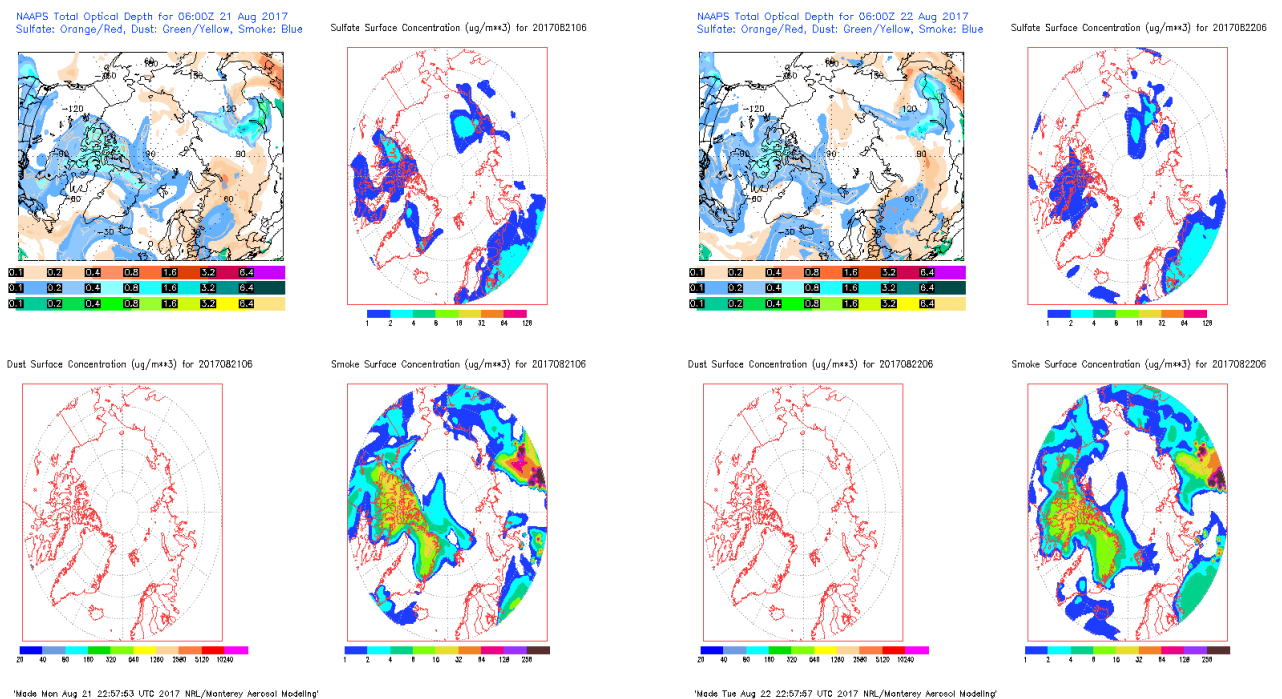 NAAPS Total Optical Depth for 06:00Z 21 Aug 2017
Sulfate: Orange/Red, Dust: Green/Yellow, Smoke: Blue
0.1 0.2 0.4 0.8 1.6 3.2 6.4
0.1 0.2 0.4 0.8 1.6 3.2 6.4
0.1 0.2 0.4 0.8 1.6 3.2 6.4
Sulfate Surface Concentration (ug/m**3) for 2017082106
1 2 4 8 16 32 64 128
NAAPS Total Optical Depth for 06:00Z 22 Aug 2017
Sulfate: Orange/Red, Dust: Green/Yellow, Smoke: Blue
0.1 0.2 0.4 0.8 1.6 3.2 6.4
0.1 0.2 0.4 0.8 1.6 3.2 6.4
0.1 0.2 0.4 0.8 1.6 3.2 6.4
Sulfate Surface Concentration (ug/m**3) for 2017082206
1 2 4 8 16 32 64 128
Dust Surface Concentration (ug/m**3) for 2017082106
20 40 80 160 320 640 1280 2560 5120 10240
Smoke Surface Concentration (ug/m**3) for 2017082106
1 2 4 8 16 32 64 128 256
Dust Surface Concentration (ug/m**3) for 2017082206
20 40 80 160 320 640 1280 2560 5120 10240
Smoke Surface Concentration (ug/m**3) for 2017082206
1 2 4 8 16 32 64 128 256
'Made Mon Aug 21 22:57:53 UTC 2017 NRL/Monterey Aerosol Modeling'
'Made Tue Aug 22 22:57:57 UTC 2017 NRL/Monterey Aerosol Modeling'